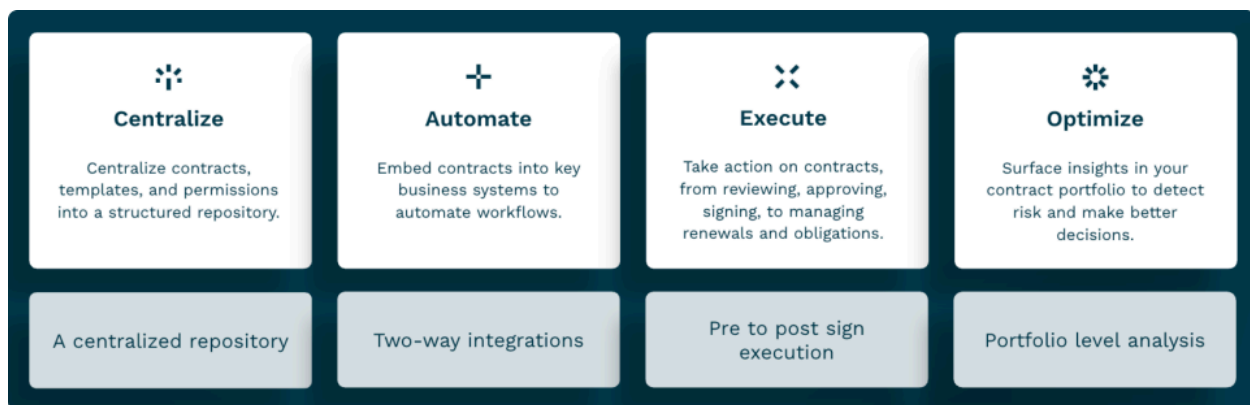 Centralize
Centralize contracts,
templates, and permissions
into a structured repository.
Automate
Embed contracts into key
business systems to
automate workflows.
Execute
Take action on contracts,
from reviewing, approving,
signing, to managing
renewals and obligations.
Optimize
Surface insights in your
contract portfolio to detect
risk and make better
decisions.
A centralized repository
Two-way integrations
Pre to post sign
execution
Portfolio level analysis